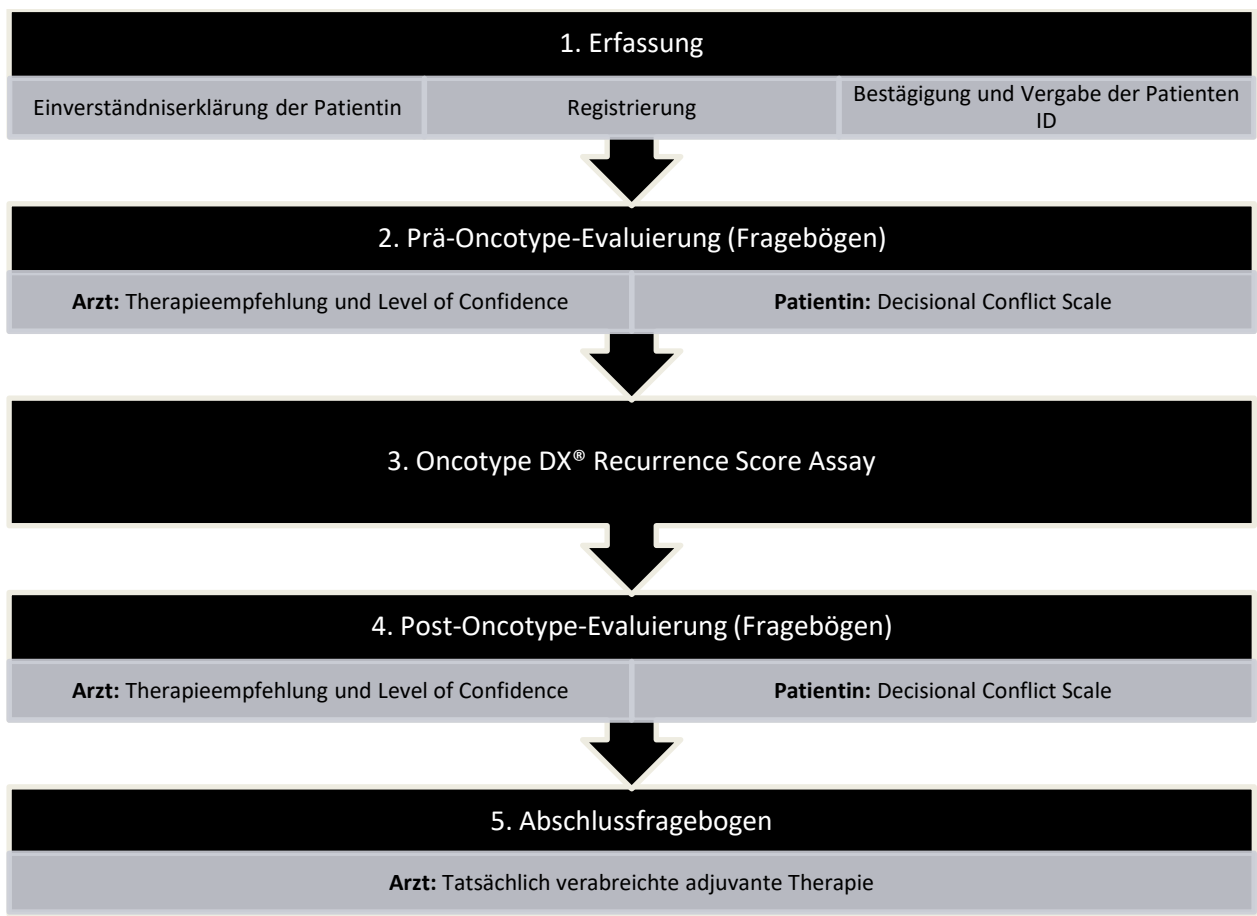 1. Erfassung
Einverständniserklärung der Patientin
Registrierung
Bestägigung und Vergabe der Patienten
ID
2. Prä-Oncotype-Evaluierung (Fragebögen)
Arzt: Therapieempfehlung und Level of Confidence
Patientin: Decisional Conflict Scale
3. Oncotype DX® Recurrence Score Assay
4. Post-Oncotype-Evaluierung (Fragebögen)
Arzt: Therapieempfehlung und Level of Confidence
Patientin: Decisional Conflict Scale
5. Abschlussfragebogen
Arzt: Tatsächlich verabreichte adjuvante Therapie